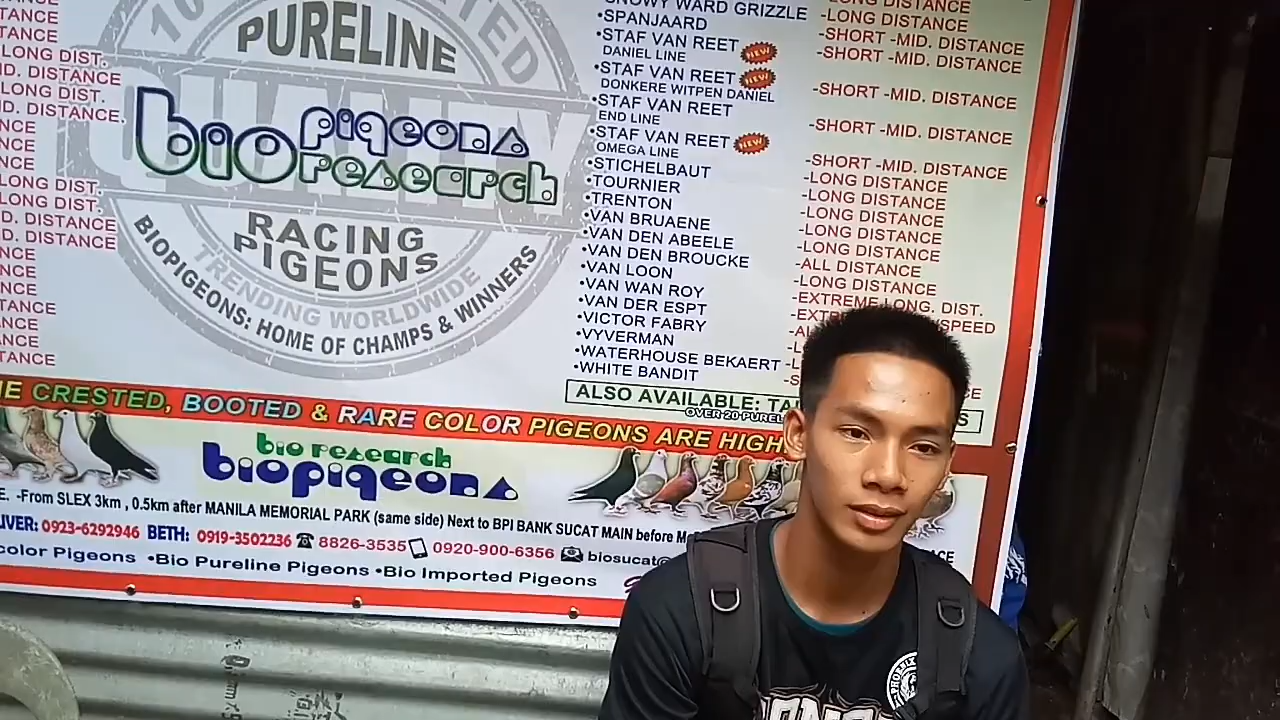 TANCE
LONG DIST.
ID. DISTANCE
LONG DIST.
ID. DISTANCE.
NCE
NCE
NCE
LONG DIST.
LONG DIST.
D. DISTANCE
D. DISTANCE
NCE
NCE
NCE
TANCE
ANCE
NCE
TANCE
PURELINE
QUALITY
bio pigeons
research
RACING
PIGEONS
TRENDING WORLDWIDE
BIOPIGEONS: HOME OF CHAMPS & WINNERS
SNOWY WARD GRIZZLE -LONG DISTANCE
•SPANJAARD -LONG DISTANCE
•STAF VAN REET NEW -SHORT -MID. DISTANCE
DANIEL LINE -SHORT -MID. DISTANCE
•STAF VAN REET NEW
DONKERE WITPEN DANIEL -SHORT -MID. DISTANCE
•STAF VAN REET
END LINE -SHORT -MID. DISTANCE
•STAF VAN REET NEW
OMEGA LINE -SHORT -MID. DISTANCE
•STICHELBAUT -LONG DISTANCE
•TOURNIER -LONG DISTANCE
•TRENTON -LONG DISTANCE
•VAN BRUAENE -LONG DISTANCE
•VAN DEN ABEELE -LONG DISTANCE
•VAN DEN BROUCKE -ALL DISTANCE
•VAN LOON -LONG DISTANCE
•VAN WAN ROY -EXTREME LONG. DIST.
•VAN DER ESPT /SPEED
•VICTOR FABRY
•VYVERMAN
•WATERHOUSE BEKAERT
•WHITE BANDIT CE
ALSO AVAILABLE: S
OVER 20 PUREL
CRESTED, BOOTED & RARE COLOR PIGEONS ARE HIGH
bio research
biopigeons
E. -From SLEX 3km , 0.5km after MANILA MEMORIAL PARK (same side) Next to BPI BANK SUCAT MAIN before M
LIVER: 0923-6292946 BETH: 0919-3502236 8826-3535 0920-900-6356 biosucat@
color Pigeons •Bio Pureline Pigeons •Bio Imported Pigeons
ACE
PHOENIX